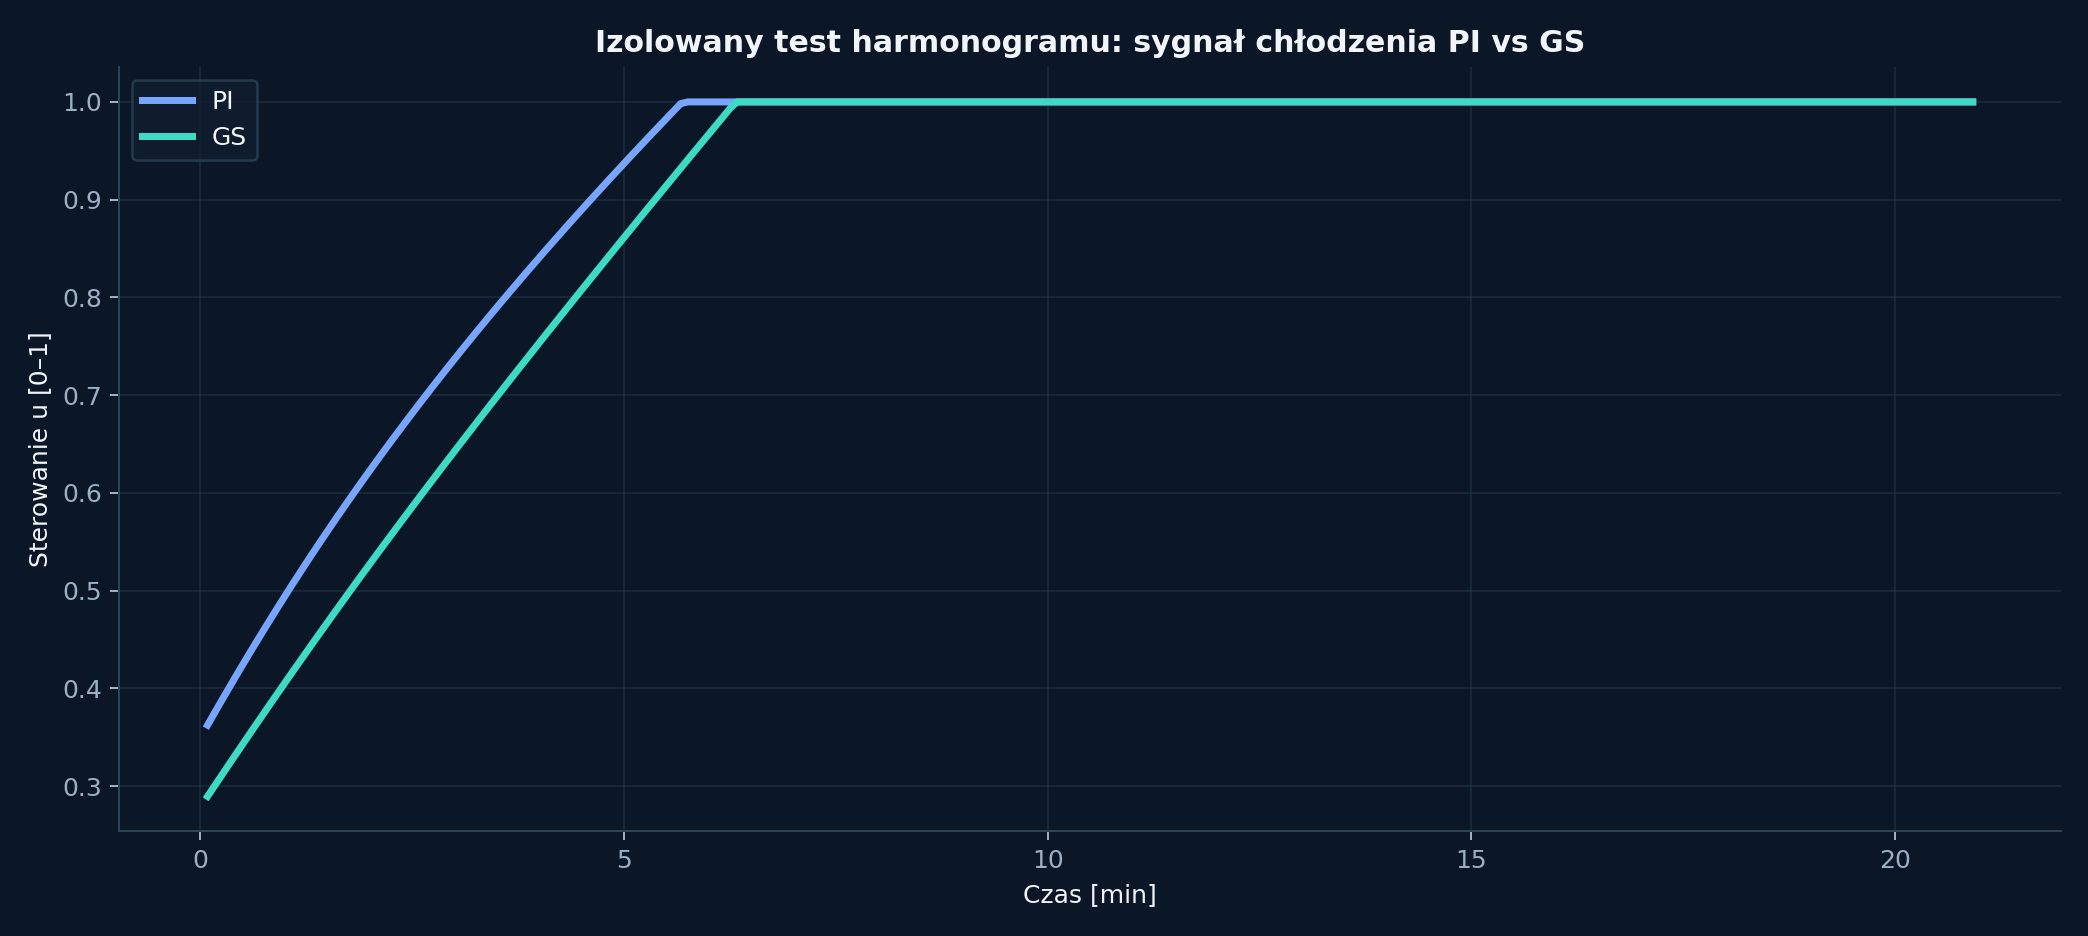 Izolowany test harmonogramu: sygnał chłodzenia PI vs GS
PI
GS
1.0
0.9
0.8
0.7
0.6
0.5
0.4
0.3
Sterowanie u [0–1]
0 5 10 15 20
Czas [min]